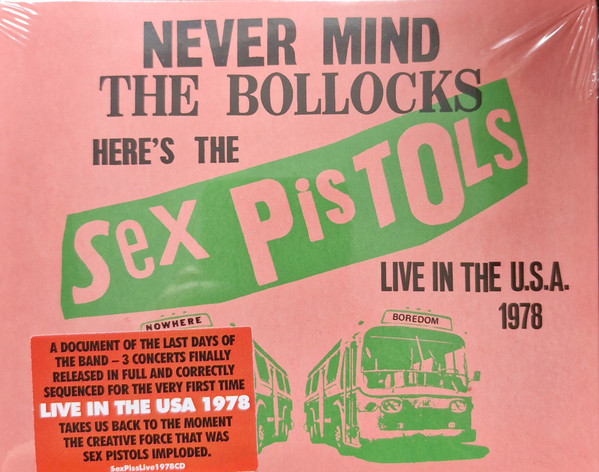 NEVER MIND
THE BOLLOCKS
HERE'S THE
Sex PisTOLS
LIVE IN THE U.S.A.
1978
NOWHERE
BOREDOM
A DOCUMENT OF THE LAST DAYS OF
THE BAND – 3 CONCERTS FINALLY
RELEASED IN FULL AND CORRECTLY
SEQUENCED FOR THE VERY FIRST TIME
LIVE IN THE USA 1978
TAKES US BACK TO THE MOMENT
THE CREATIVE FORCE THAT WAS
SEX PISTOLS IMPLODED.
SexPissLive1978CD